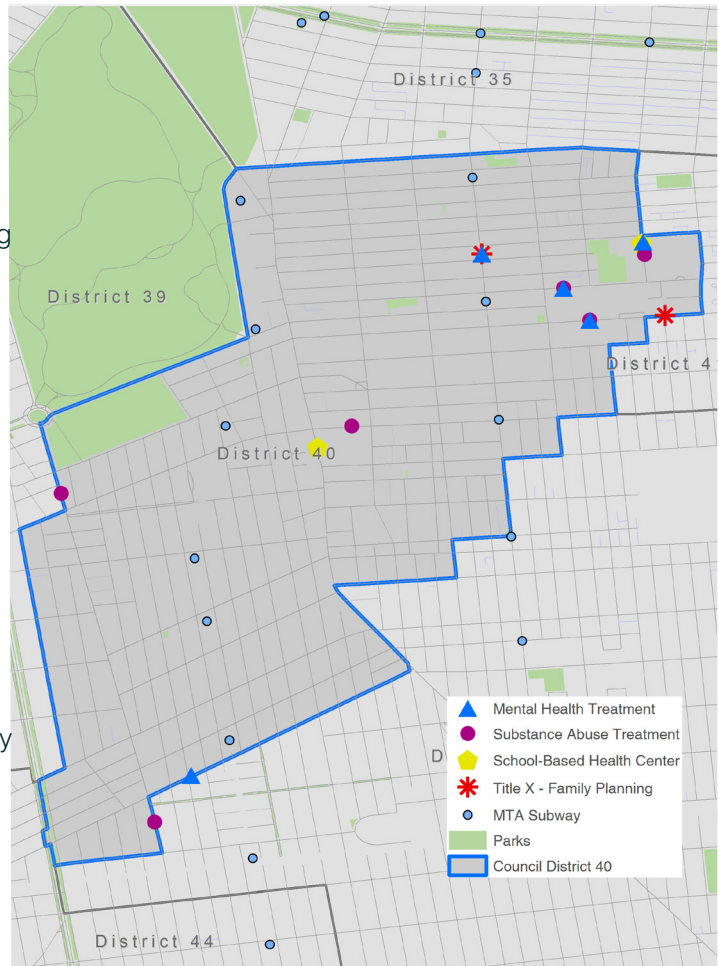 District 35
g
District 39
District 4
District 40
y
Mental Health Treatment
Substance Abuse Treatment
School-Based Health Center
Title X - Family Planning
D
MTA Subway
Parks
Council District 40
District 44